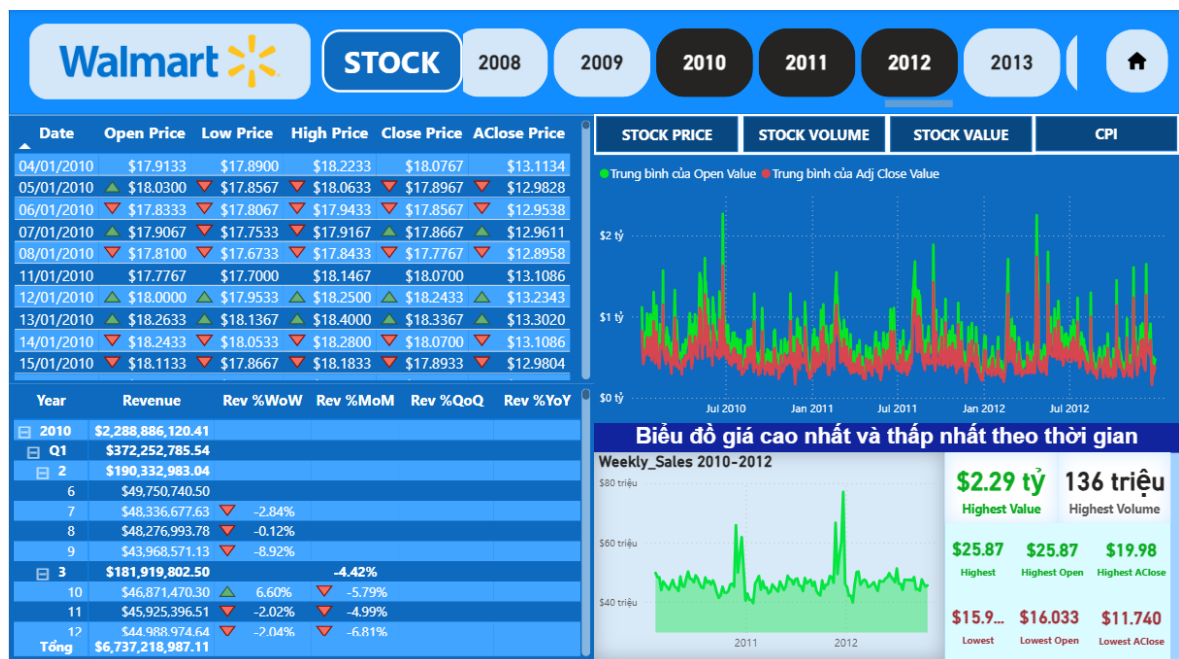 Walmart STOCK 2008 2009 2010 2011 2012 2013
Date Open Price Low Price High Price Close Price AClose Price
04/01/2010 $17.9133 $17.8900 $18.2233 $18.0767 $13.1134
05/01/2010 $18.0300 $17.8567 $18.0633 $17.8967 $12.9828
06/01/2010 $17.8333 $17.8067 $17.9433 $17.8567 $12.9538
07/01/2010 $17.9067 $17.7533 $17.9167 $17.8667 $12.9611
08/01/2010 $17.8100 $17.6733 $17.8433 $17.7767 $12.8958
11/01/2010 $17.7767 $17.7000 $18.1467 $18.0700 $13.1086
12/01/2010 $18.0000 $17.9533 $18.2500 $18.2433 $13.2343
13/01/2010 $18.2633 $18.1367 $18.4000 $18.3367 $13.3020
14/01/2010 $18.2433 $18.0533 $18.2800 $18.0700 $13.1086
15/01/2010 $18.1133 $17.8667 $18.1833 $17.8933 $12.9804
Year Revenue Rev %WoW Rev %MoM Rev %QoQ Rev %YoY
2010 $2,288,886,120.41
Q1 $372,252,785.54
2 $190,332,983.04
6 $49,750,740.50
7 $48,336,677.63 -2.84%
8 $48,276,993.78 -0.12%
9 $43,968,571.13 -8.92%
3 $181,919,802.50 -4.42%
10 $46,871,470.30 6.60% -5.79%
11 $45,925,396.51 -2.02% -4.99%
12 $44,988,974.64 -2.04% -6.81%
Tổng $6,737,218,987.11
STOCK PRICE STOCK VOLUME STOCK VALUE CPI
Trung bình của Open Value Trung bình của Adj Close Value
$2 tỷ
$1 tỷ
$0 tỷ
Jul 2010 Jan 2011 Jul 2011 Jan 2012 Jul 2012
Biểu đồ giá cao nhất và thấp nhất theo thời gian
Weekly_Sales 2010-2012
$80 triệu
$60 triệu
$40 triệu
2011 2012
$2.29 tỷ 136 triệu
Highest Value Highest Volume
$25.87 $25.87 $19.98
Highest Highest Open Highest AClose
$15.9... $16.033 $11.740
Lowest Lowest Open Lowest AClose